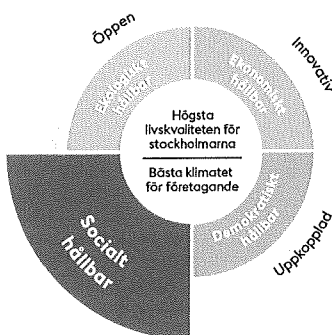 Öppen
Innovativ
Ekologiskt
hållbar
Ekonomiskt
hållbar
Högsta
livskvaliteten för
stockholmarna
Bästa klimatet
för företagande
Socialt
hållbar
Demokratiskt
hållbar
Uppkopplad